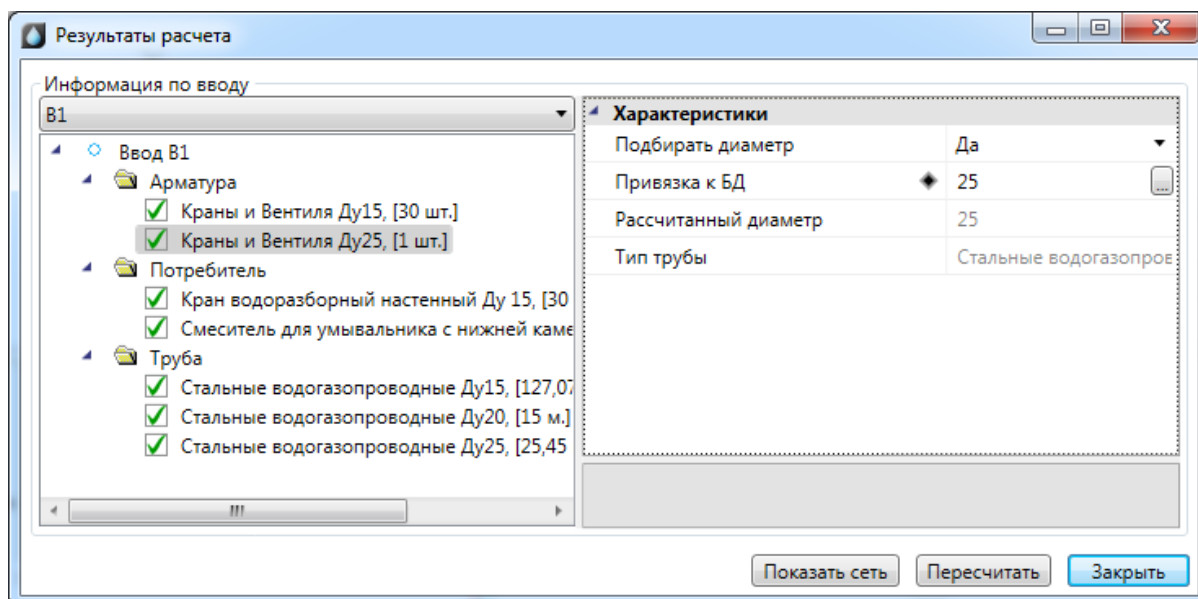 Результаты расчета
Информация по вводу
В1
Ввод В1
Арматура
Краны и Вентиля Ду15, [30 шт.]
Краны и Вентиля Ду25, [1 шт.]
Потребитель
Кран водоразборный настенный Ду 15, [30
Смеситель для умывальника с нижней каме
Труба
Стальные водогазопроводные Ду15, [127,07
Стальные водогазопроводные Ду20, [15 м.]
Стальные водогазопроводные Ду25, [25,45
Характеристики
Подбирать диаметр Да
Привязка к БД 25 ...
Рассчитанный диаметр 25
Тип трубы Стальные водогазопров
Показать сеть Пересчитать Закрыть